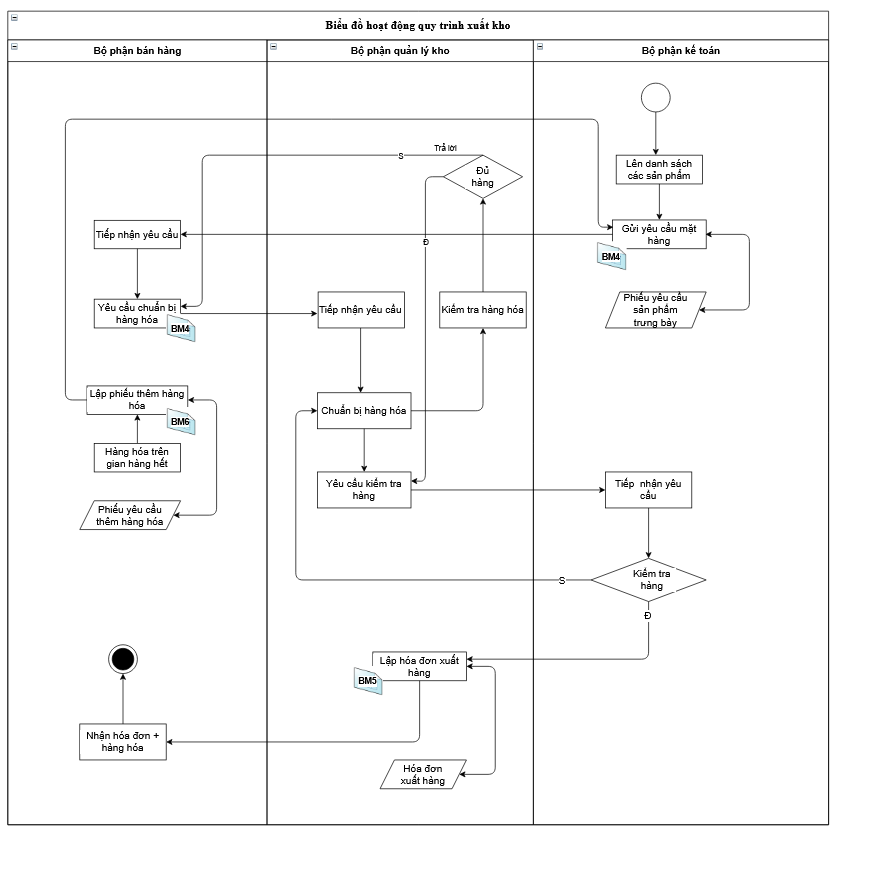 Biểu đồ hoạt động quy trình xuất kho
Bộ phận bán hàng
Bộ phận quản lý kho
Bộ phận kế toán
Lên danh sách
các sản phẩm
Gửi yêu cầu mặt
hàng
BM4
Phiếu yêu cầu
sản phẩm
trưng bày
Trả lời
S
Đủ
hàng
Đ
Tiếp nhận yêu cầu
Yêu cầu chuẩn bị
hàng hóa
BM4
Tiếp nhận yêu cầu
Kiểm tra hàng hóa
Lập phiếu thêm hàng
hóa
BM6
Hàng hóa trên
gian hàng hết
Phiếu yêu cầu
thêm hàng hóa
Chuẩn bị hàng hóa
Yêu cầu kiểm tra
hàng
Tiếp nhận yêu
cầu
Kiểm tra
hàng
S
Đ
Lập hóa đơn xuất
hàng
BM5
Nhận hóa đơn +
hàng hóa
Hóa đơn
xuất hàng